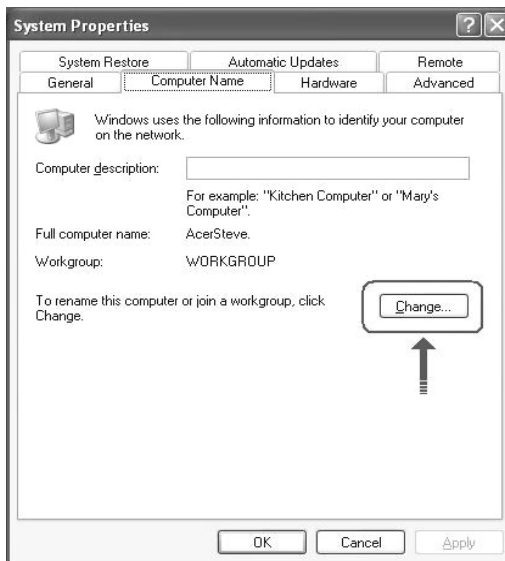 System Properties
System Restore Automatic Updates Remote
General Computer Name Hardware Advanced
Windows uses the following information to identify your computer
on the network.
Computer description:
For example: "Kitchen Computer" or "Mary's
Computer".
Full computer name: AcerSteve.
Workgroup: WORKGROUP
To rename this computer or join a workgroup, click
Change.
Change...
OK Cancel Apply